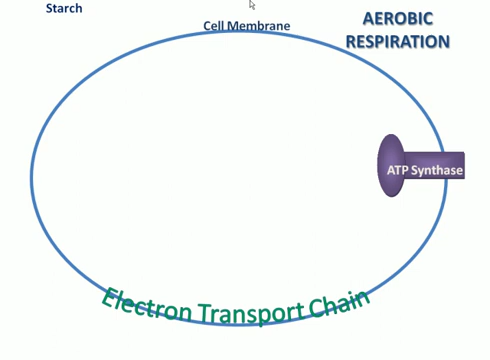 Starch
Cell Membrane
AEROBIC
RESPIRATION
ATP Synthase
Electron Transport Chain